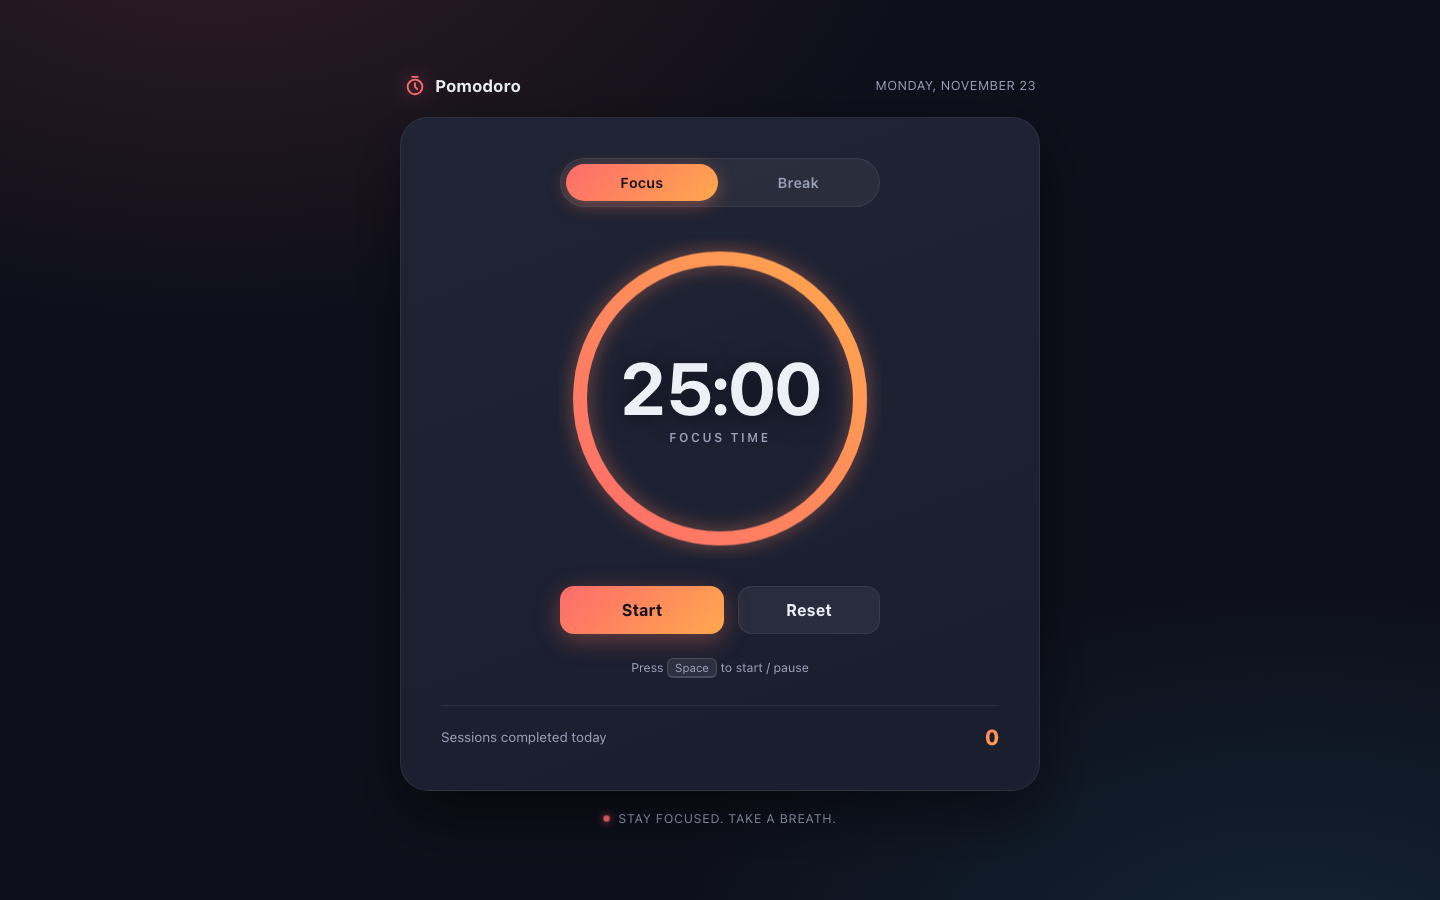 Pomodoro
MONDAY, NOVEMBER 23
Focus
Break
25:00
FOCUS TIME
Start
Reset
Press Space to start / pause
Sessions completed today
0
STAY FOCUSED. TAKE A BREATH.